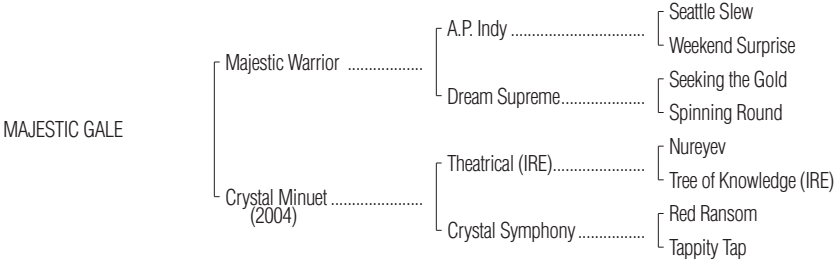 Seattle Slew
A.P. Indy ................................
Weekend Surprise
Majestic Warrior ..................
Seeking the Gold
Dream Supreme....................
Spinning Round
MAJESTIC GALE
Nureyev
Theatrical (IRE)......................
Tree of Knowledge (IRE)
Crystal Minuet ......................
(2004)
Red Ransom
Crystal Symphony ................
Tappity Tap